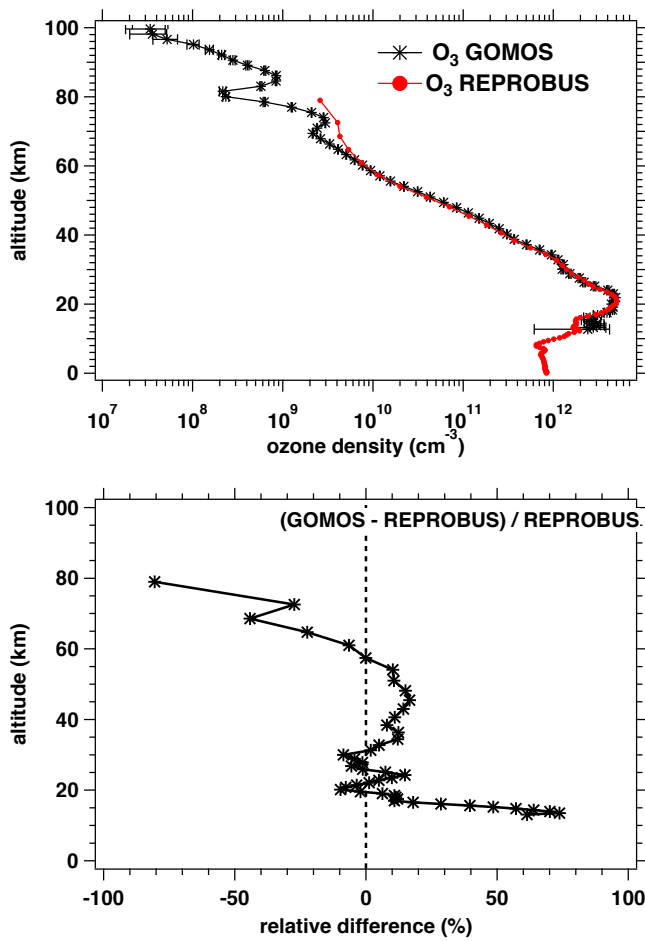 100
80
60
40
20
0
altitude (km)
O3 GOMOS
O3 REPROBUS
10^7 10^8 10^9 10^10 10^11 10^12
ozone density (cm^-3)
(GOMOS - REPROBUS) / REPROBUS
100
80
60
40
20
0
altitude (km)
-100 -50 0 50 100
relative difference (%)